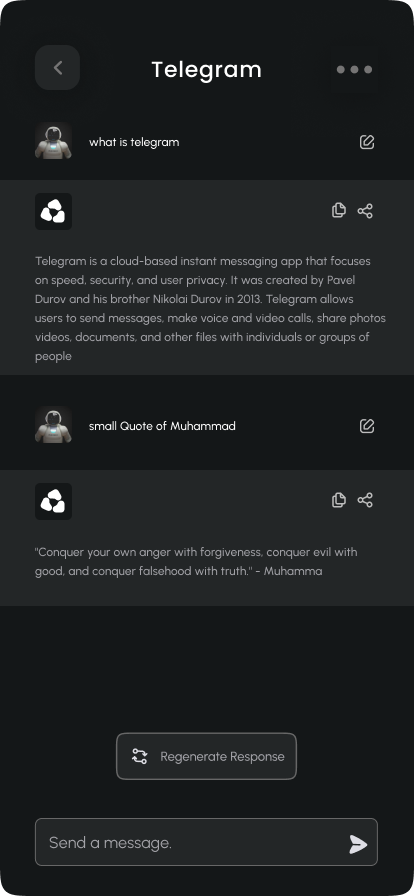 Telegram
what is telegram
Telegram is a cloud-based instant messaging app that focuses
on speed, security, and user privacy. It was created by Pavel
Durov and his brother Nikolai Durov in 2013. Telegram allows
users to send messages, make voice and video calls, share photos
videos, documents, and other files with individuals or groups of
people
small Quote of Muhammad
"Conquer your own anger with forgiveness, conquer evil with
good, and conquer falsehood with truth." - Muhamma
Regenerate Response
Send a message.